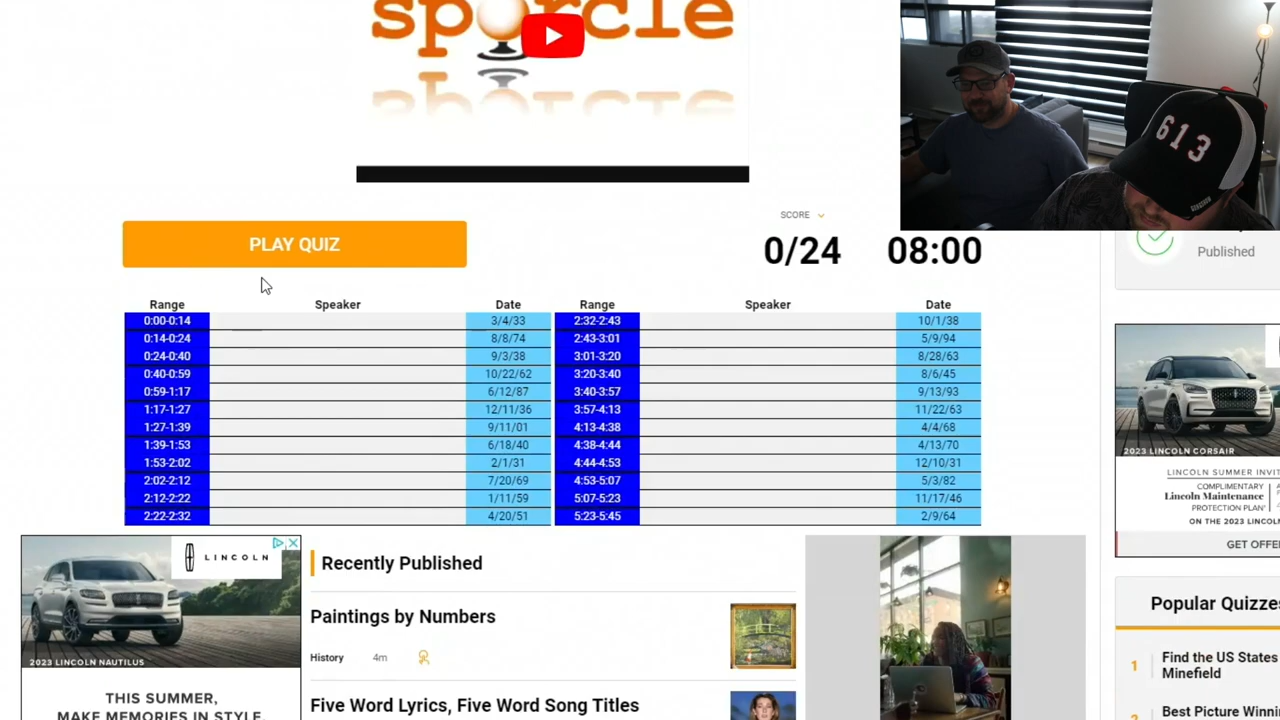 sporcle
613
PLAY QUIZ
SCORE
0/24
08:00
Published
Range Speaker Date Range Speaker Date
0:00-0:14 3/4/33 2:32-2:43 10/1/38
0:14-0:24 8/8/74 2:43-3:01 5/9/94
0:24-0:40 9/3/38 3:01-3:20 8/28/63
0:40-0:59 10/22/62 3:20-3:40 8/6/45
0:59-1:17 6/12/87 3:40-3:57 9/13/93
1:17-1:27 12/11/36 3:57-4:13 11/22/63
1:27-1:39 9/11/01 4:13-4:38 4/4/68
1:39-1:53 6/18/40 4:38-4:44 4/13/70
1:53-2:02 2/1/31 4:44-4:53 12/10/31
2:02-2:12 7/20/69 4:53-5:07 5/3/82
2:12-2:22 1/11/59 5:07-5:23 11/17/46
2:22-2:32 4/20/51 5:23-5:45 2/9/64
2023 LINCOLN CORSAIR
LINCOLN SUMMER INVIT
COMPLIMENTARY
Lincoln Maintenance
PROTECTION PLAN
ON THE 2023 LINCOLN
GET OFFE
LINCOLN
2023 LINCOLN NAUTILUS
THIS SUMMER,
MAKE MEMORIES IN STYLE.
Recently Published
Paintings by Numbers
History 4m
Five Word Lyrics, Five Word Song Titles
Popular Quizzes
1 Find the US States
Minefield
2 Best Picture Winni